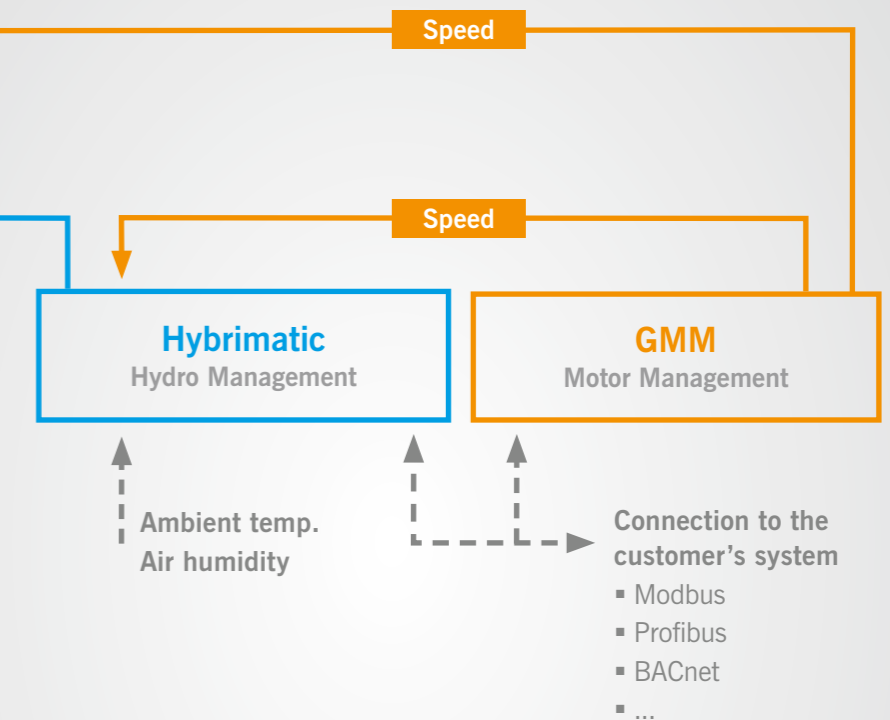 Speed
Speed
Hybrimatic
Hydro Management
GMM
Motor Management
Ambient temp.
Air humidity
Connection to the
customer's system
▪ Modbus
▪ Profibus
▪ BACnet
▪ ...